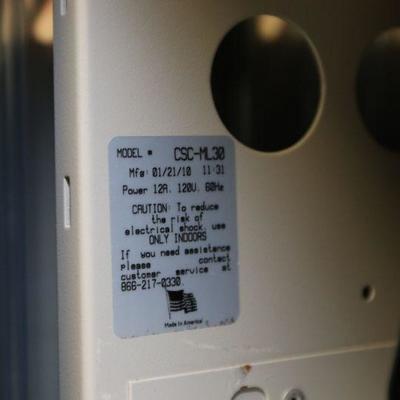 MODEL # CSC-ML30
Mfg: 01/21/10 11:31
Power 12A, 120V, 60Hz
CAUTION: To reduce
the risk of
electrical shock, use
ONLY INDOORS
If you need assistance
please contact
customer service at
866-217-0330.
Made In America!